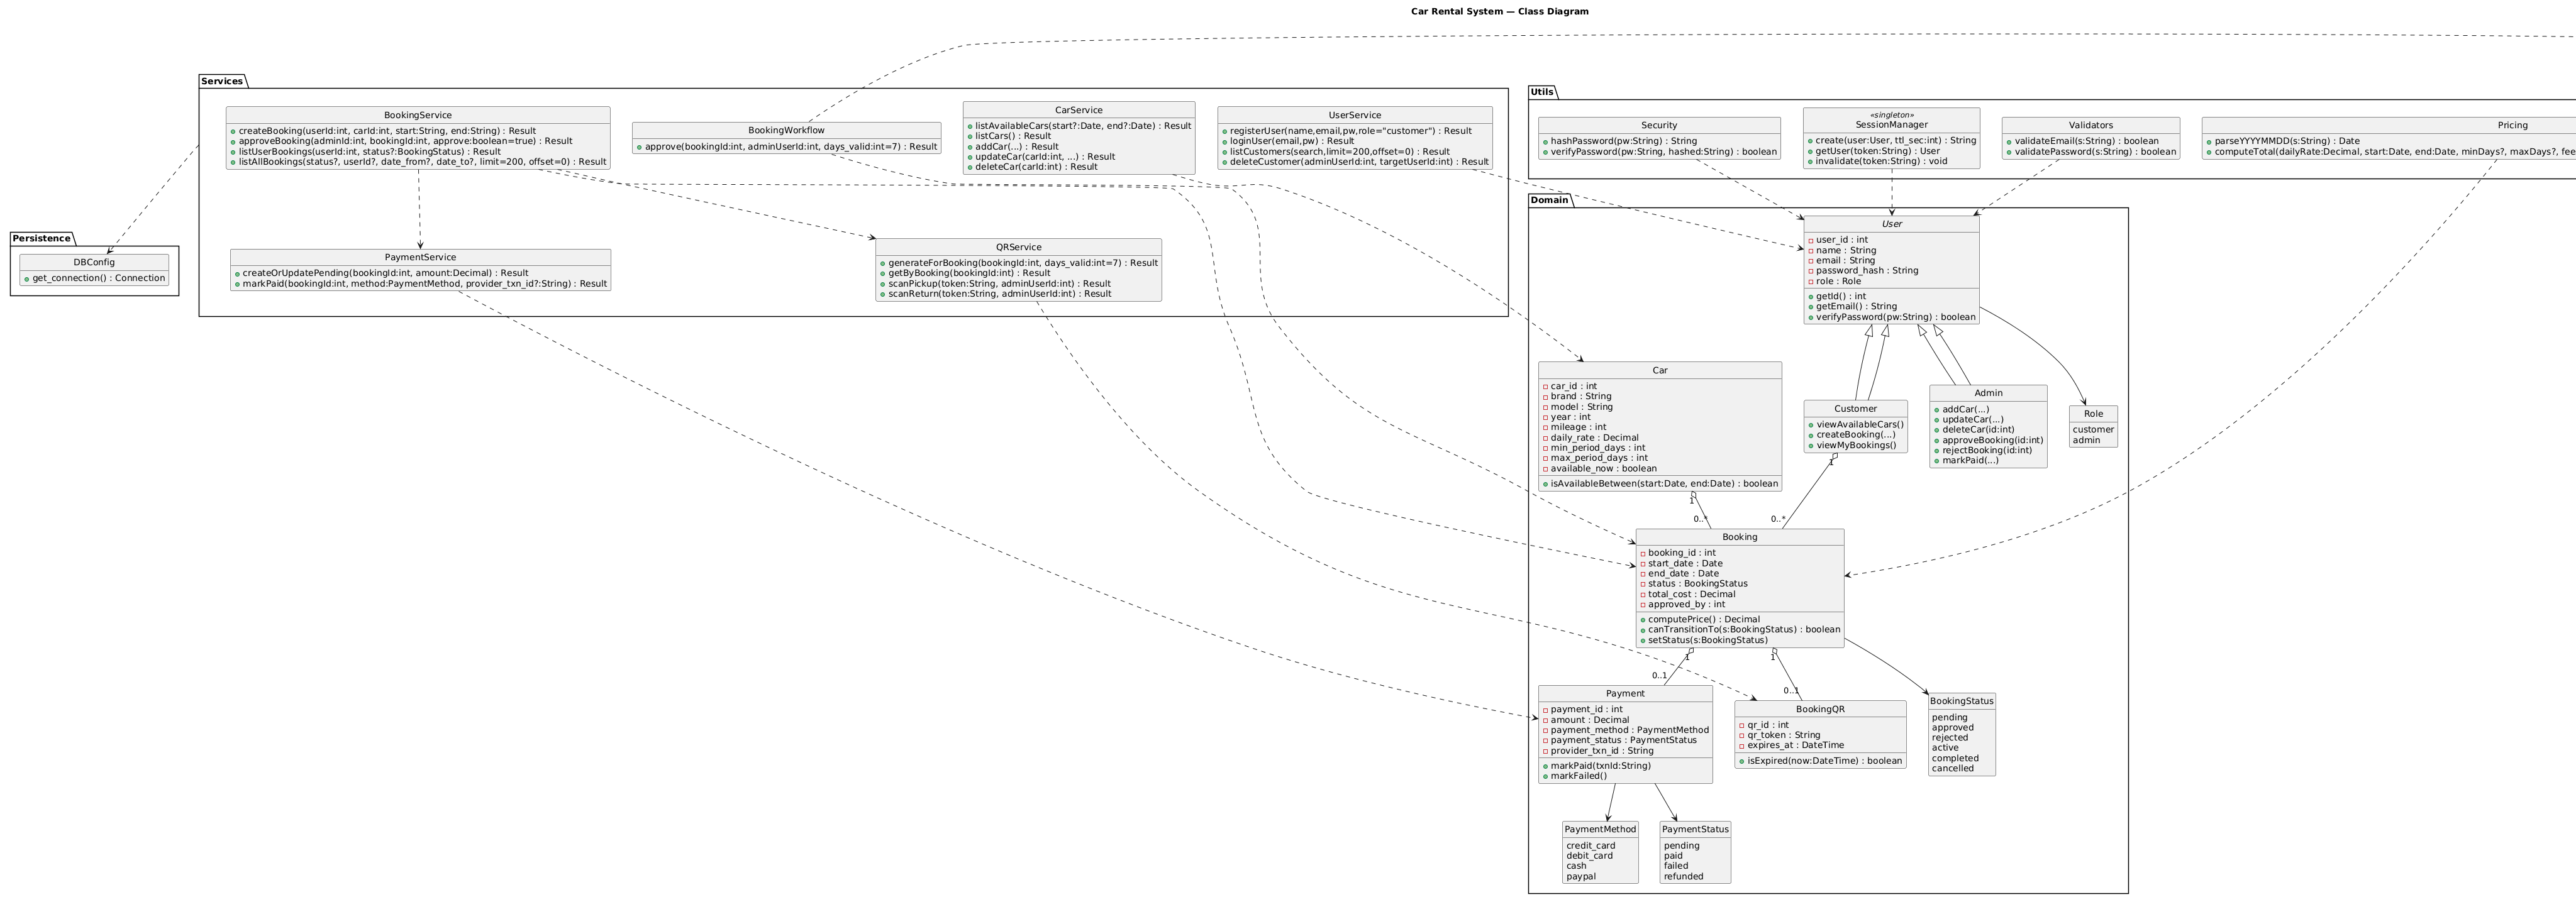 Car Rental System — Class Diagram
Services
BookingService
createBooking(userId:int, carId:int, start:String, end:String) : Result
approveBooking(adminId:int, bookingId:int, approve:boolean=true) : Result
listUserBookings(userId:int, status?:BookingStatus) : Result
listAllBookings(status?, userId?, date_from?, date_to?, limit=200, offset=0) : Result
BookingWorkflow
approve(bookingId:int, adminUserId:int, days_valid:int=7) : Result
CarService
listAvailableCars(start?:Date, end?:Date) : Result
listCars() : Result
addCar(...) : Result
updateCar(carId:int, ...) : Result
deleteCar(carId:int) : Result
UserService
registerUser(name,email,pw,role="customer") : Result
loginUser(email,pw) : Result
listCustomers(search,limit=200,offset=0) : Result
deleteCustomer(adminUserId:int, targetUserId:int) : Result
PaymentService
createOrUpdatePending(bookingId:int, amount:Decimal) : Result
markPaid(bookingId:int, method:PaymentMethod, provider_txn_id?:String) : Result
QRService
generateForBooking(bookingId:int, days_valid:int=7) : Result
getByBooking(bookingId:int) : Result
scanPickup(token:String, adminUserId:int) : Result
scanReturn(token:String, adminUserId:int) : Result
Persistence
DBConfig
get_connection() : Connection
Utils
Security
hashPassword(pw:String) : String
verifyPassword(pw:String, hashed:String) : boolean
«singleton»
SessionManager
create(user:User, ttl_sec:int) : String
getUser(token:String) : User
invalidate(token:String) : void
Validators
validateEmail(s:String) : boolean
validatePassword(s:String) : boolean
Pricing
parseYYYYMMDD(s:String) : Date
computeTotal(dailyRate:Decimal, start:Date, end:Date, minDays?, maxDays?, fee
Domain
User
user_id : int
name : String
email : String
password_hash : String
role : Role
getId() : int
getEmail() : String
verifyPassword(pw:String) : boolean
Car
car_id : int
brand : String
model : String
year : int
mileage : int
daily_rate : Decimal
min_period_days : int
max_period_days : int
available_now : boolean
isAvailableBetween(start:Date, end:Date) : boolean
Customer
viewAvailableCars()
createBooking(...)
viewMyBookings()
Admin
addCar(...)
updateCar(...)
deleteCar(id:int)
approveBooking(id:int)
rejectBooking(id:int)
markPaid(...)
Role
customer
admin
1
1
0..*
0..*
Booking
booking_id : int
start_date : Date
end_date : Date
status : BookingStatus
total_cost : Decimal
approved_by : int
computePrice() : Decimal
canTransitionTo(s:BookingStatus) : boolean
setStatus(s:BookingStatus)
1
1
0..1
0..1
Payment
payment_id : int
amount : Decimal
payment_method : PaymentMethod
payment_status : PaymentStatus
provider_txn_id : String
markPaid(txnId:String)
markFailed()
BookingQR
qr_id : int
qr_token : String
expires_at : DateTime
isExpired(now:DateTime) : boolean
BookingStatus
pending
approved
rejected
active
completed
cancelled
PaymentMethod
credit_card
debit_card
cash
paypal
PaymentStatus
pending
paid
failed
refunded